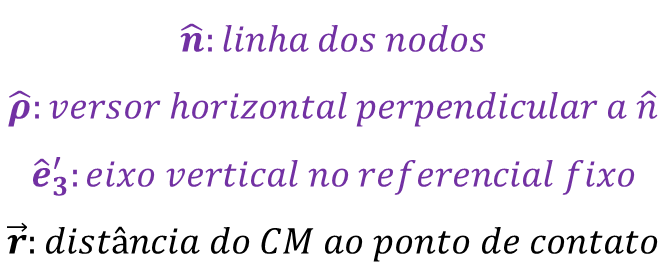 n̂: linha dos nodos
ρ̂: versor horizontal perpendicular a n̂
ê′₃: eixo vertical no referencial fixo
r⃗: distância do CM ao ponto de contato